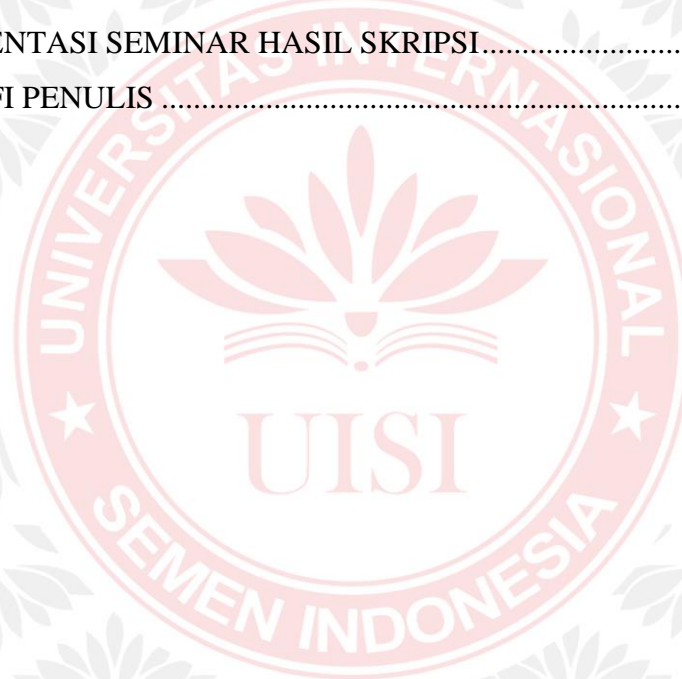 ENTASI SEMINAR HASIL SKRIPSI..........................
FI PENULIS ...................................................................
UNIVERSITAS INTERNASIONAL
UISI
SEMEN INDONESIA